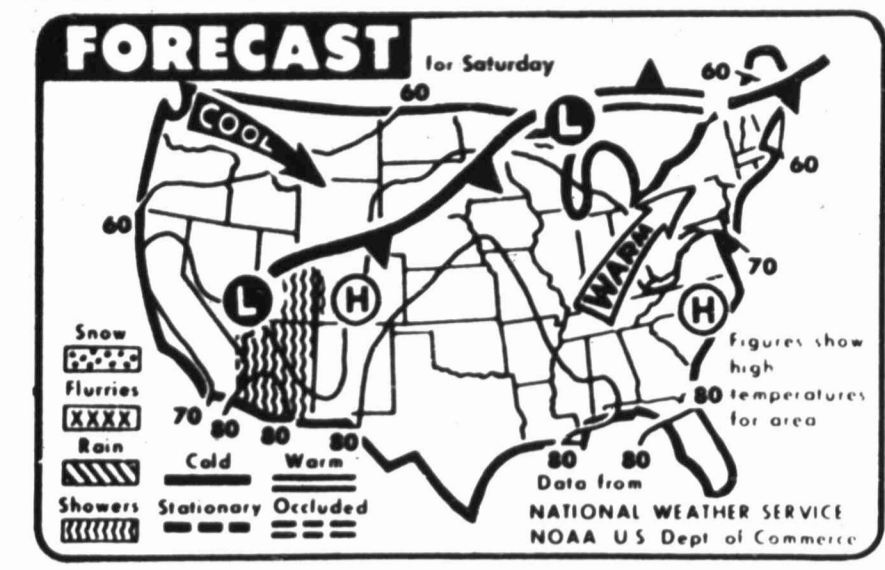 FORECAST
for Saturday
60
60
COOL
L
60
60
WARM
70
L
H
H
Snow
Flurries
XXXX
Rain
Showers
Figures show
high
80 temperatures
for area
70
80
80
80
Cold Warm
Stationary Occluded
80
80
Data from
NATIONAL WEATHER SERVICE
NOAA U S Dept of Commerce